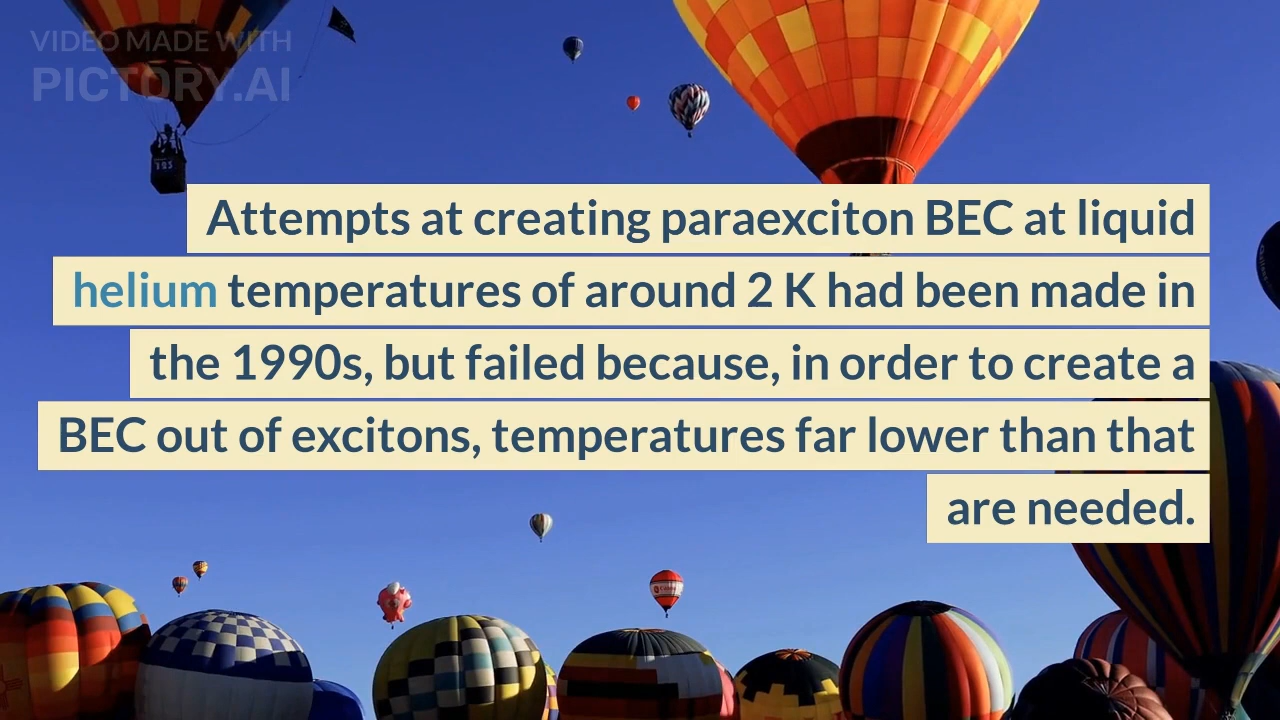 VIDEO MADE WITH
PICTORY.AI
Attempts at creating paraexciton BEC at liquid
helium temperatures of around 2 K had been made in
the 1990s, but failed because, in order to create a
BEC out of excitons, temperatures far lower than that
are needed.